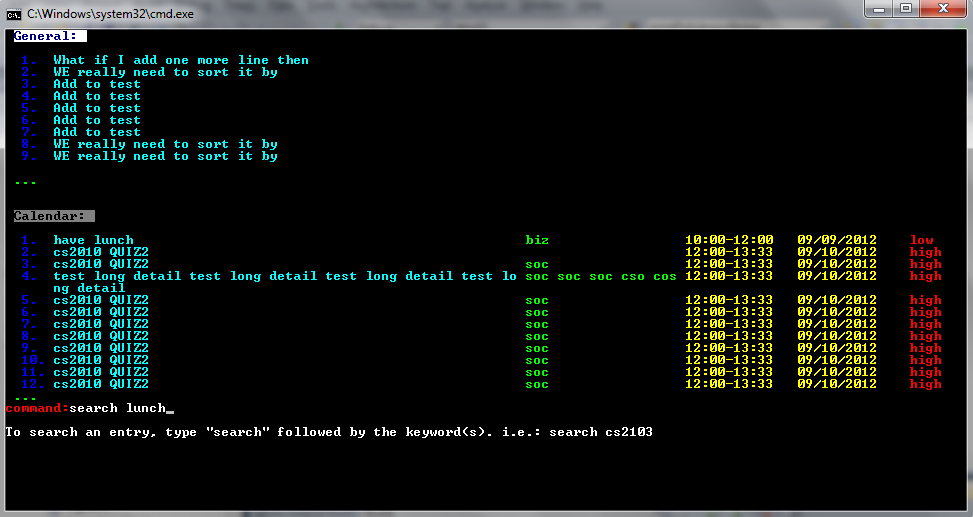 C:\Windows\system32\cmd.exe
General:
1. What if I add one more line then
2. WE really need to sort it by
3. Add to test
4. Add to test
5. Add to test
6. Add to test
7. Add to test
8. WE really need to sort it by
9. WE really need to sort it by
...
Calendar:
1. have lunch biz 10:00-12:00 09/09/2012 low
2. cs2010 QUIZ2 12:00-13:33 09/10/2012 high
3. cs2010 QUIZ2 soc 12:00-13:33 09/10/2012 high
4. test long detail test long detail test long detail test lo soc soc soc cso cos 12:00-13:33 09/10/2012 high
ng detail
5. cs2010 QUIZ2 soc 12:00-13:33 09/10/2012 high
6. cs2010 QUIZ2 soc 12:00-13:33 09/10/2012 high
7. cs2010 QUIZ2 soc 12:00-13:33 09/10/2012 high
8. cs2010 QUIZ2 soc 12:00-13:33 09/10/2012 high
9. cs2010 QUIZ2 soc 12:00-13:33 09/10/2012 high
10. cs2010 QUIZ2 soc 12:00-13:33 09/10/2012 high
11. cs2010 QUIZ2 soc 12:00-13:33 09/10/2012 high
12. cs2010 QUIZ2 soc 12:00-13:33 09/10/2012 high
...
command:search lunch_
To search an entry, type "search" followed by the keyword(s). i.e.: search cs2103